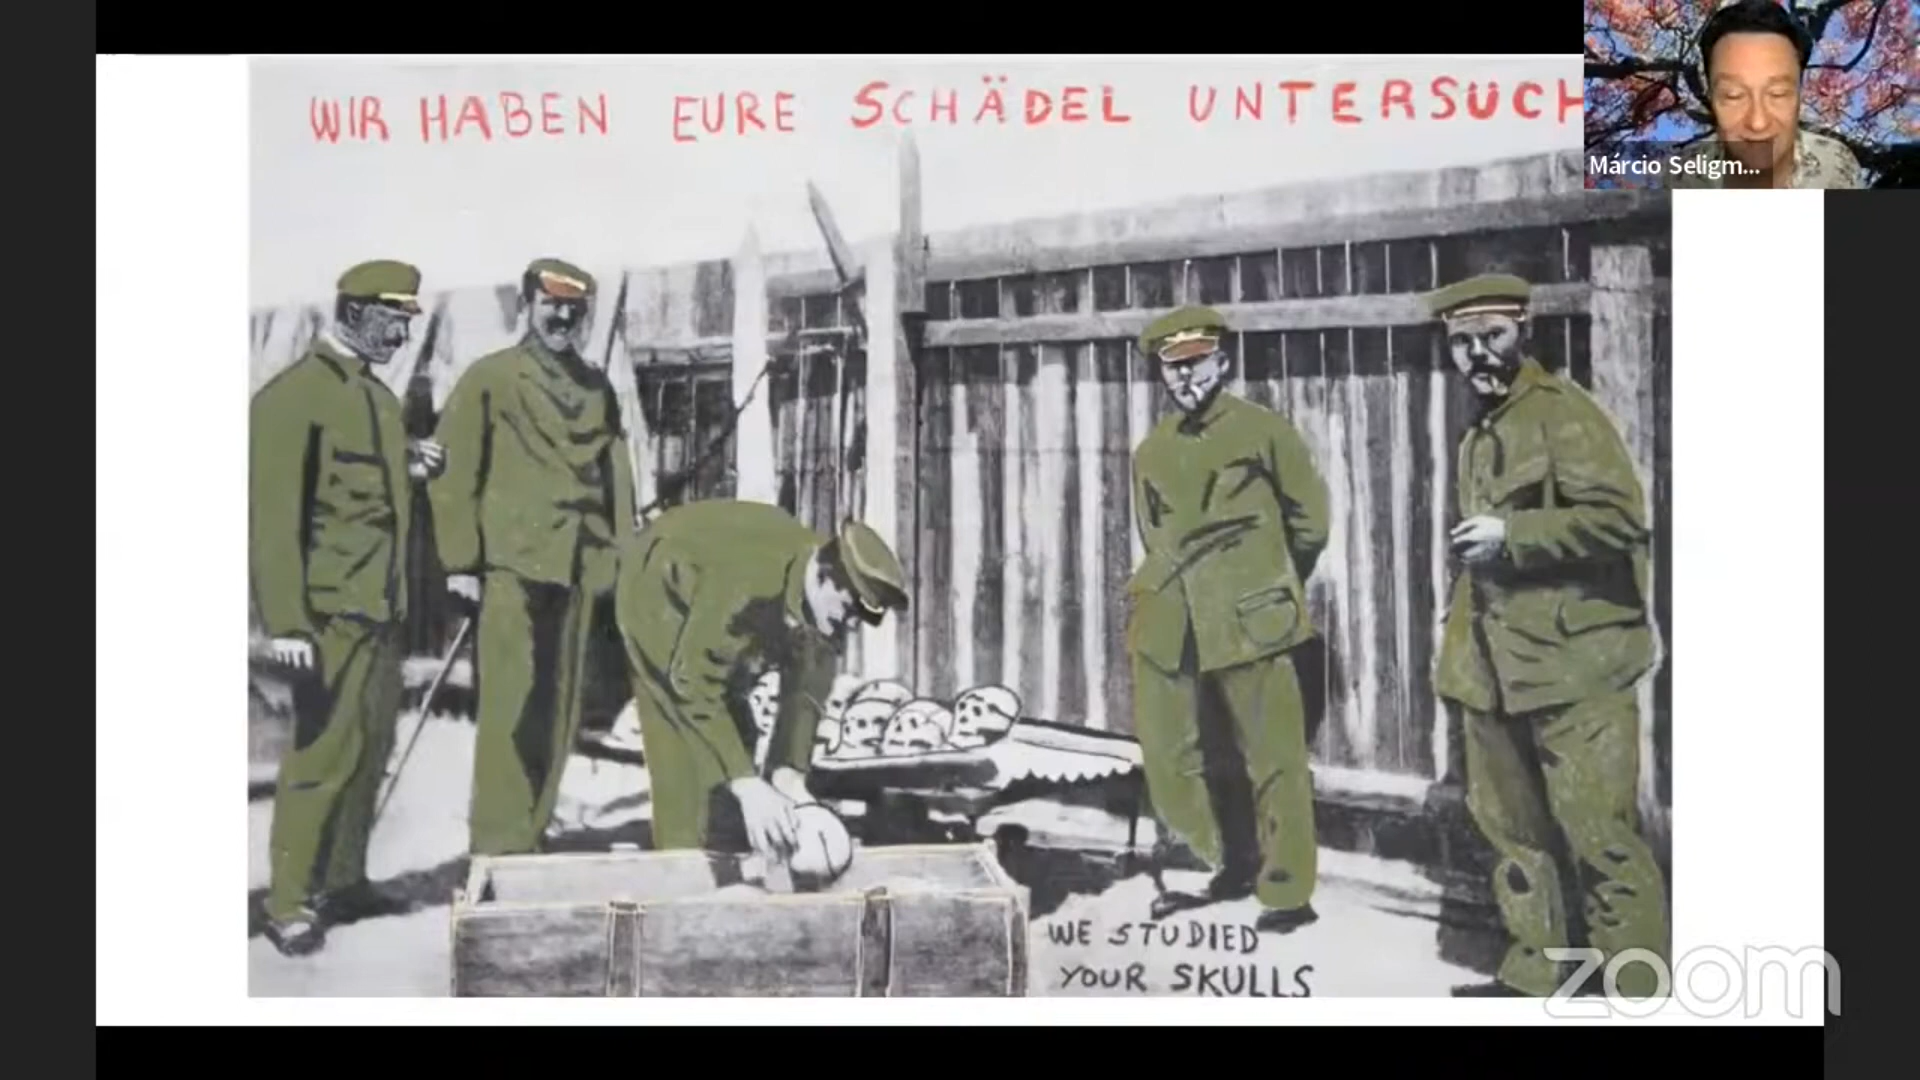 WIR HABEN EURE SCHÄDEL UNTERSUCH
Márcio Seligm...
WE STUDIED
YOUR SKULLS
zoom